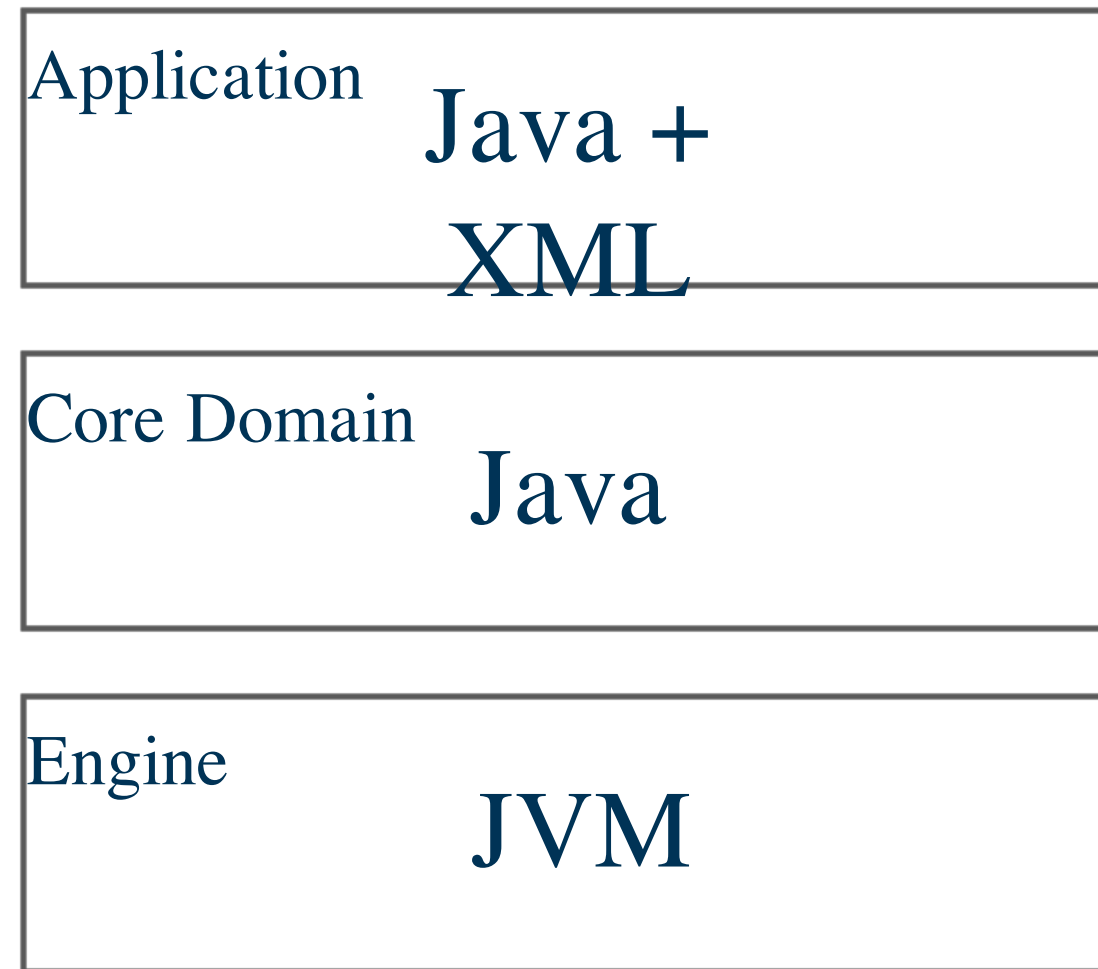 Application
Java +
XML
Core Domain
Java
Engine
JVM